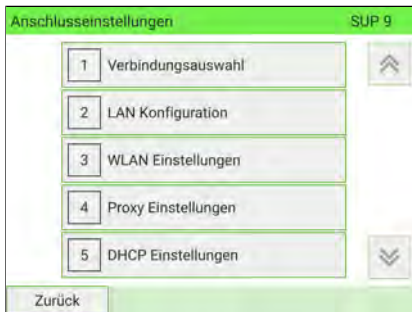 Anschlusseinstellungen SUP 9
1 Verbindungsauswahl
2 LAN Konfiguration
3 WLAN Einstellungen
4 Proxy Einstellungen
5 DHCP Einstellungen
Zurück